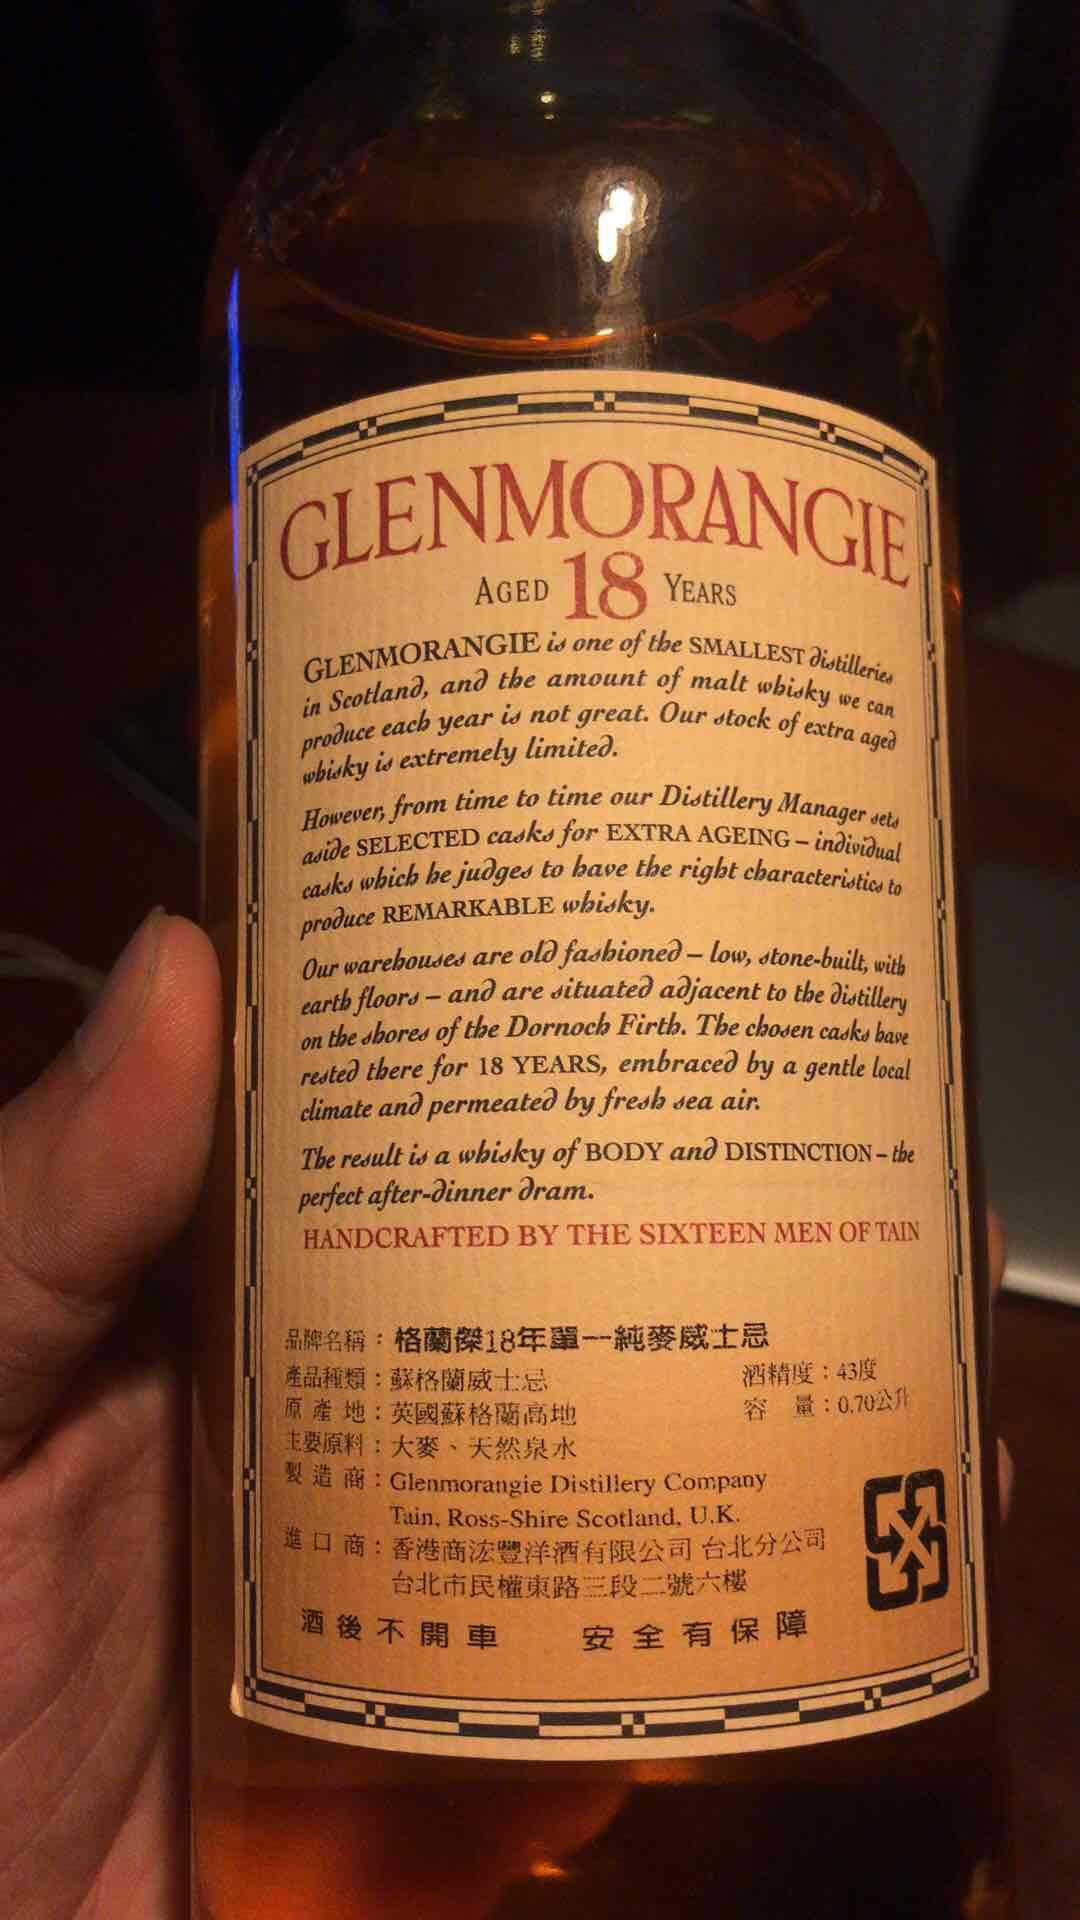 GLENMORANGIE
AGED 18 YEARS
GLENMORANGIE is one of the SMALLEST distilleries
in Scotland, and the amount of malt whisky we can
produce each year is not great. Our stock of extra aged
whisky is extremely limited.
However, from time to time our Distillery Manager sets
aside SELECTED casks for EXTRA AGEING – individual
casks which he judges to have the right characteristics to
produce REMARKABLE whisky.
Our warehouses are old fashioned – low, stone-built, with
earth floors – and are situated adjacent to the distillery
on the shores of the Dornoch Firth. The chosen casks have
rested there for 18 YEARS, embraced by a gentle local
climate and permeated by fresh sea air.
The result is a whisky of BODY and DISTINCTION – the
perfect after-dinner dram.
HANDCRAFTED BY THE SIXTEEN MEN OF TAIN
品牌名稱：格蘭傑18年單一純麥威士忌
產品種類：蘇格蘭威士忌 酒精度：43度
原產地：英國蘇格蘭高地 容量：0.70公升
主要原料：大麥、天然泉水
製造商：Glenmorangie Distillery Company
Tain, Ross-Shire Scotland, U.K.
進口商：香港商浤豐洋酒有限公司 台北分公司
台北市民權東路三段二號六樓
酒後不開車 安全有保障